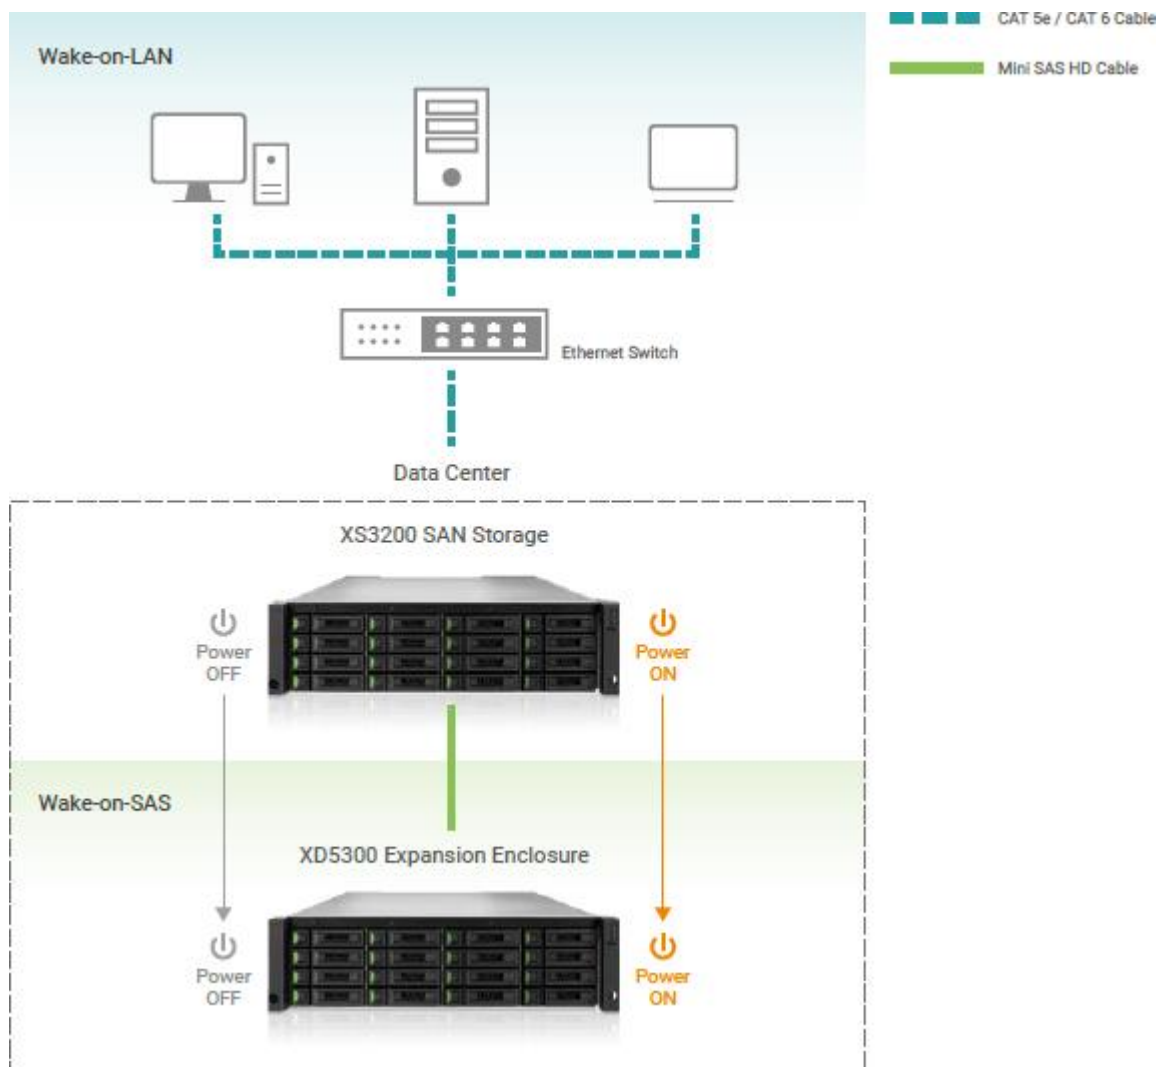 CAT 5e / CAT 6 Cable
Wake-on-LAN
Mini SAS HD Cable
Ethernet Switch
Data Center
XS3200 SAN Storage
Power
OFF
Power
ON
Wake-on-SAS
XD5300 Expansion Enclosure
Power
OFF
Power
ON